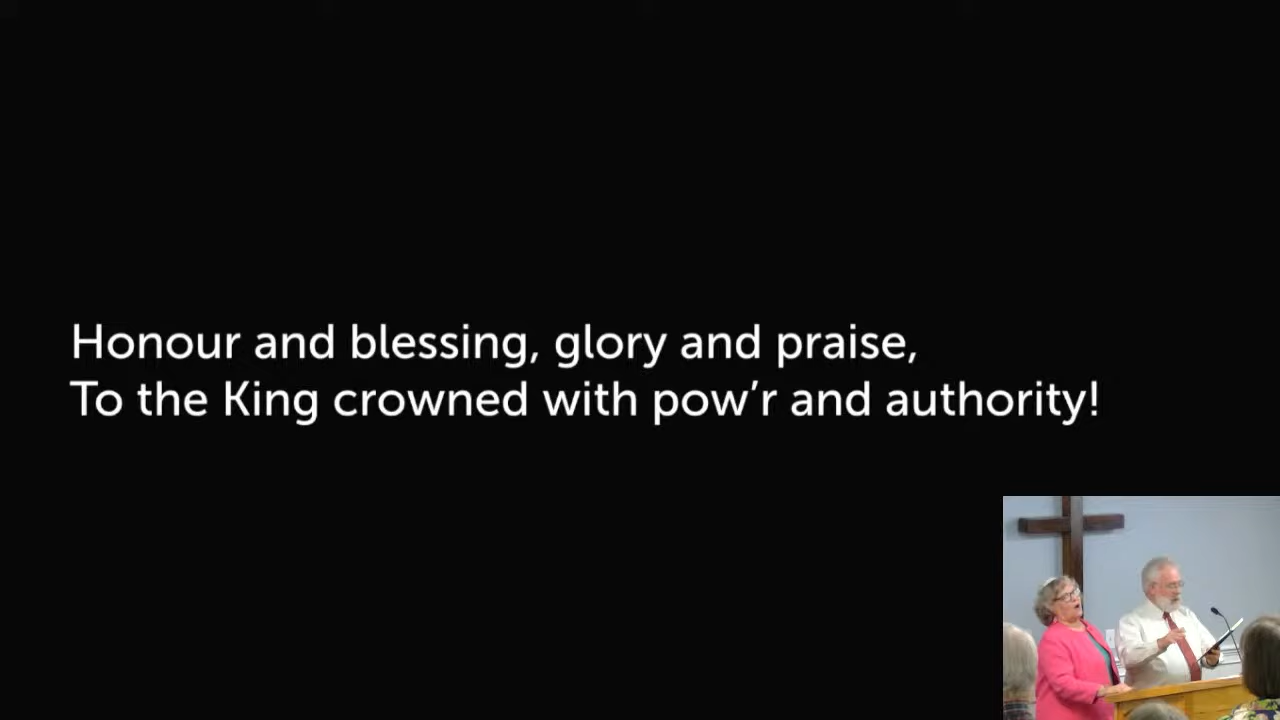 Honour and blessing, glory and praise,
To the King crowned with pow’r and authority!